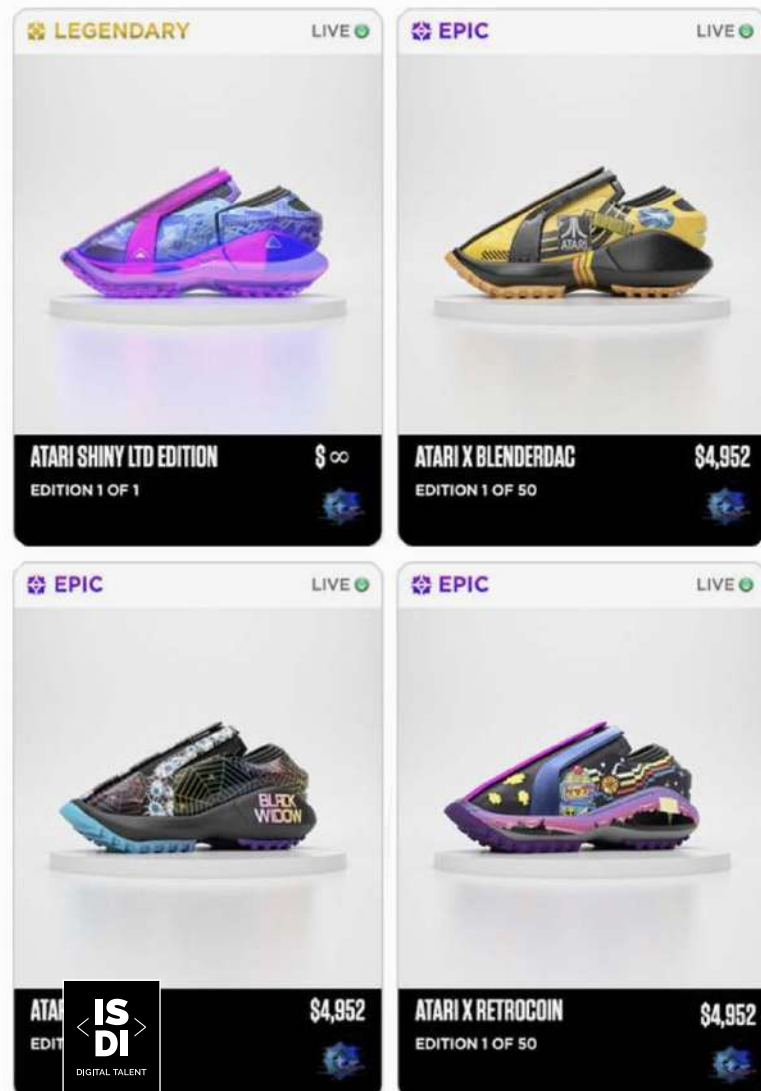 LEGENDARY LIVE
ATARI SHINY LTD EDITION $ ∞
EDITION 1 OF 1
EPIC LIVE
ATARI
ATARI X BLENDERDAC $4,952
EDITION 1 OF 50
EPIC LIVE
BLACK
WIDOW
$4,952
IS
DI
DIGITAL TALENT
EPIC LIVE
ATARI X RETROCOIN $4,952
EDITION 1 OF 50